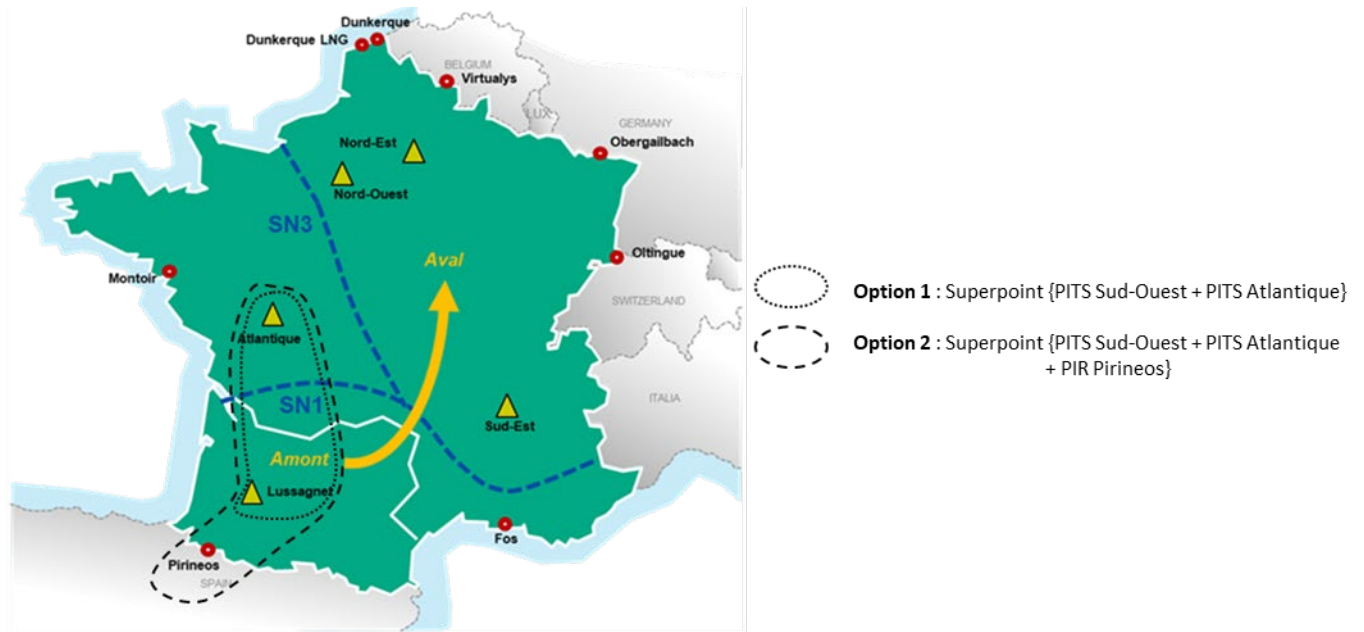 Dunkerque
Dunkerque LNG
BELGIUM
Virtualys
LUX
GERMANY
Obergailbach
Nord-Est
Nord-Ouest
SN3
Aval
Oltingue
Montoir
SWITZERLAND
Option 1 : Superpoint {PITS Sud-Ouest + PITS Atlantique}
Atlantique
Option 2 : Superpoint {PITS Sud-Ouest + PITS Atlantique
+ PIR Pirineos}
SN1
ITALIA
Sud-Est
Amont
Lussagnet
Fos
Pirineos
SPAIN